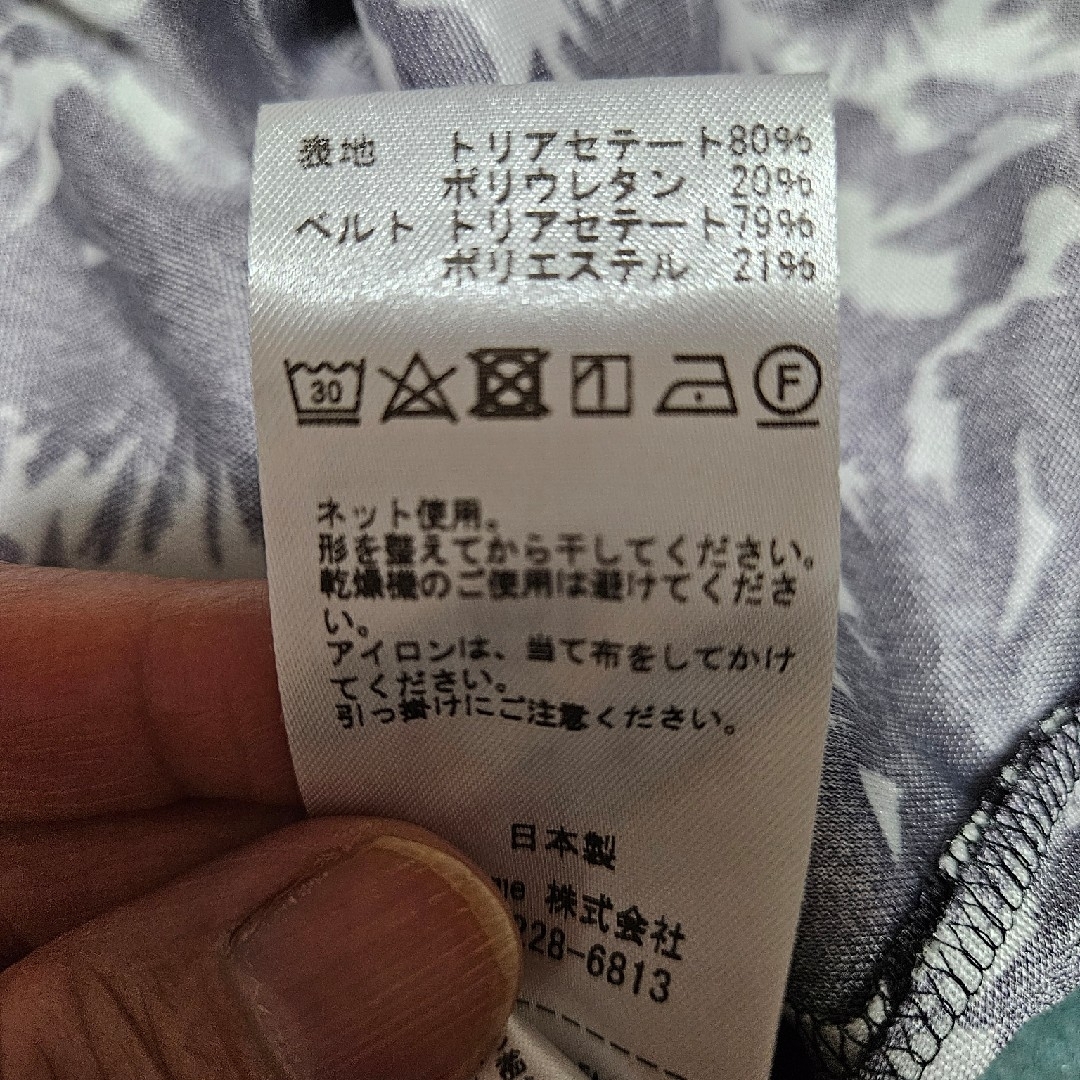 表地 トリアセテート80%
ポリウレタン 20%
ベルト トリアセテート79%
ポリエステル 21%
30
F
ネット使用。
形を整えてから干してください。
乾燥機のご使用は避けてくださ
い。
アイロンは、当て布をしてかけ
てください。
引っ掛けにご注意ください。
日本製
株式会社
228-6813